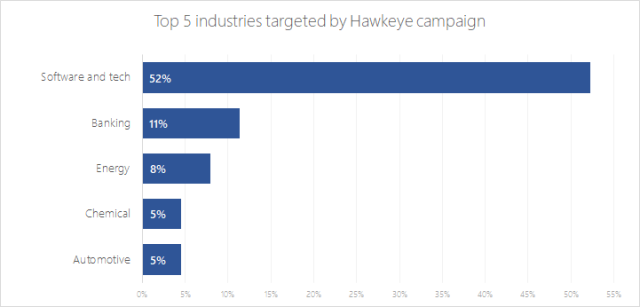 Top 5 industries targeted by Hawkeye campaign
Software and tech 52%
Banking 11%
Energy 8%
Chemical 5%
Automotive 5%
0% 5% 10% 15% 20% 25% 30% 35% 40% 45% 50% 55%